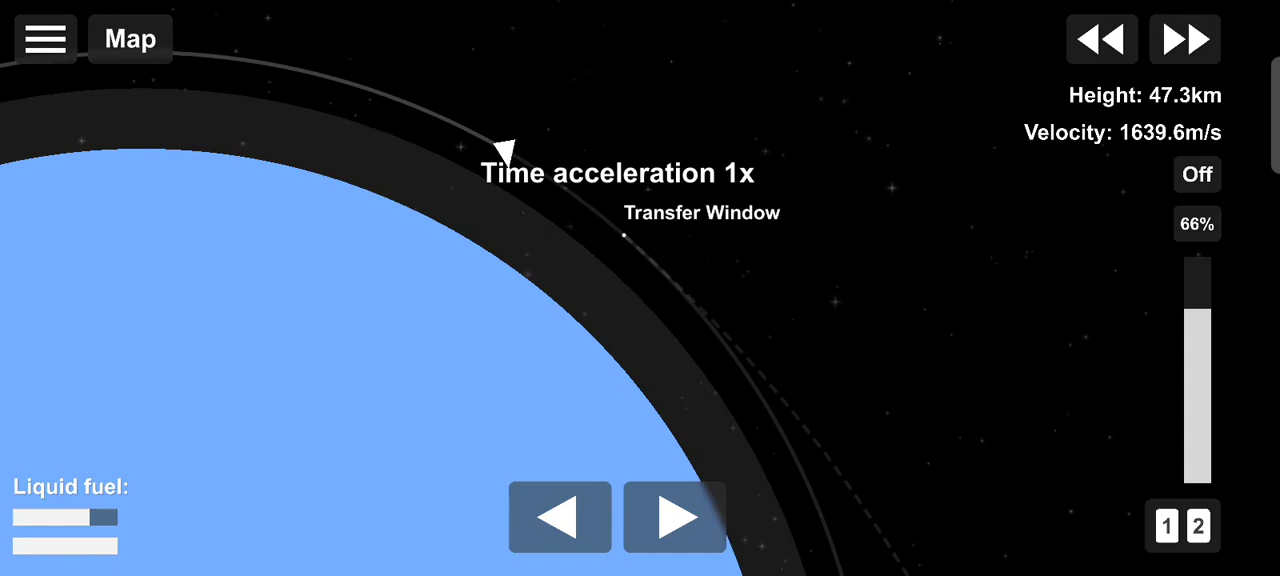 Map
Height: 47.3km
Velocity: 1639.6m/s
Time acceleration 1x
Off
Transfer Window
66%
Liquid fuel:
1 2